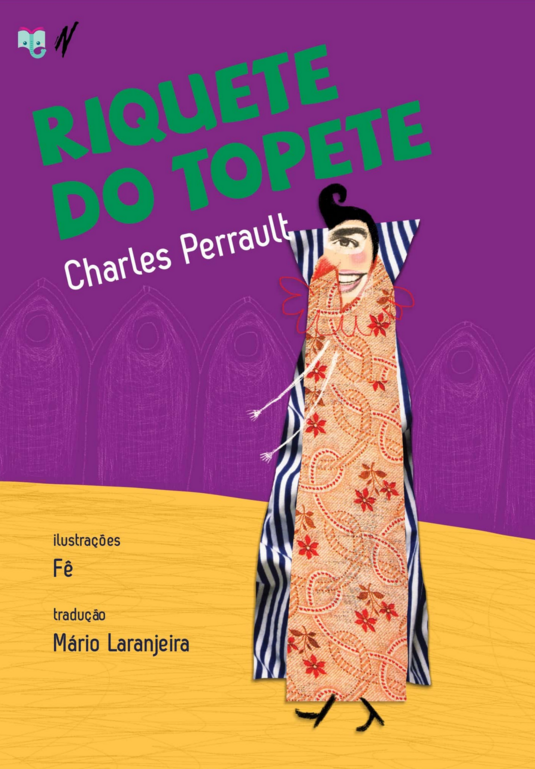 RIQUETE
DO TOPETE
Charles Perrault
ilustrações
Fê
tradução
Mário Laranjeira